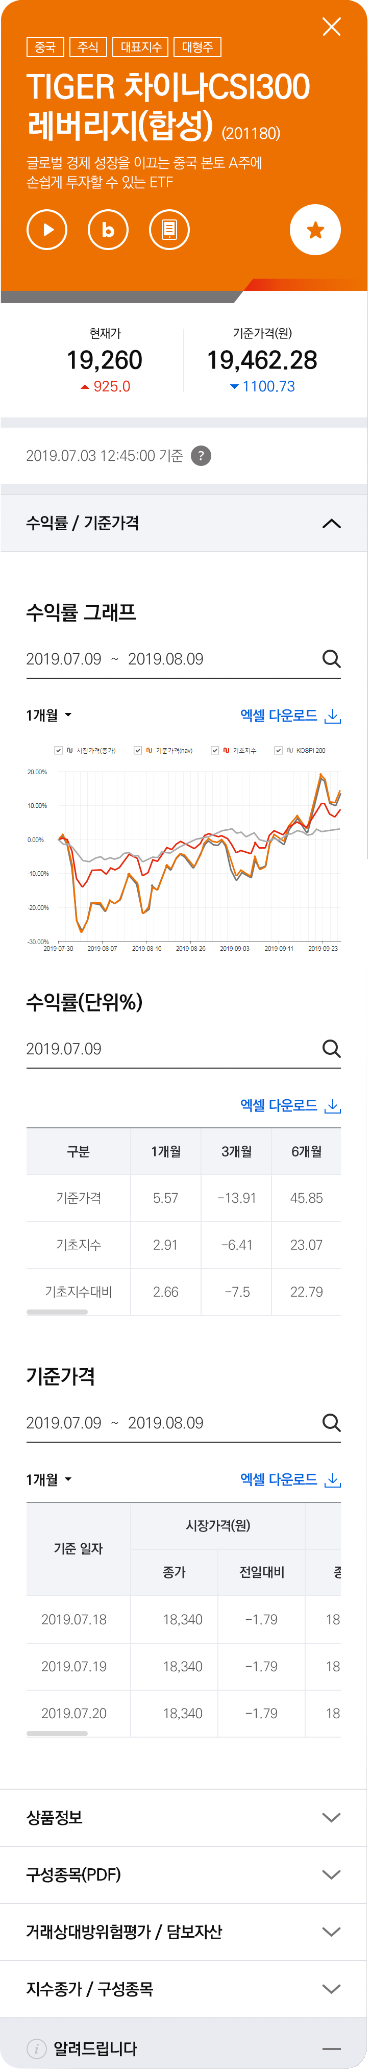 중국 주식 대표지수 대형주
TIGER 차이나CSI300
레버리지(합성) (201180)
글로벌 경제 성장을 이끄는 중국 본토 A주에
손쉽게 투자할 수 있는 ETF
b
현재가 기준가격(원)
19,260 19,462.28
925.0 1100.73
2019.07.03 12:45:00 기준 ?
수익률 / 기준가격
수익률 그래프
2019.07.09 ~ 2019.08.09
1개월 엑셀 다운로드
시장가격(종가) 기준가격(nav) 기초지수 KOSPI 200
20.00%
10.00%
0.00%
-10.00%
-20.00%
-30.00%
2019-07-30 2019-08-07 2019-08-16 2019-08-26 2019-09-03 2019-09-11 2019-09-23
수익률(단위%)
2019.07.09
엑셀 다운로드
구분 1개월 3개월 6개월
기준가격 5.57 -13.91 45.85
기초지수 2.91 -6.41 23.07
기초지수대비 2.66 -7.5 22.79
기준가격
2019.07.09 ~ 2019.08.09
1개월 엑셀 다운로드
기준 일자 시장가격(원)
종가 전일대비
2019.07.18 18,340 -1.79 18
2019.07.19 18,340 -1.79 18
2019.07.20 18,340 -1.79 18
상품정보
구성종목(PDF)
거래상대방위험평가 / 담보자산
지수종가 / 구성종목
i 알려드립니다